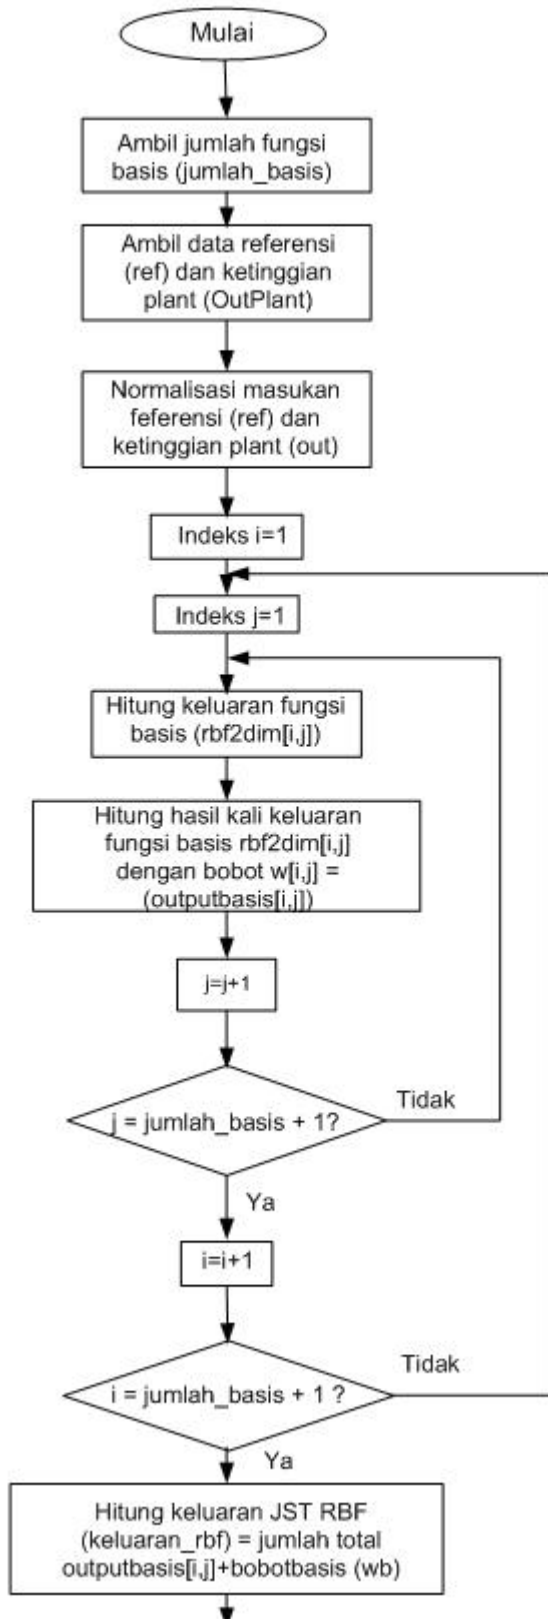 Mulai
Ambil jumlah fungsi
basis (jumlah_basis)
Ambil data referensi
(ref) dan ketinggian
plant (OutPlant)
Normalisasi masukan
feferensi (ref) dan
ketinggian plant (out)
Indeks i=1
Indeks j=1
Hitung keluaran fungsi
basis (rbf2dim[i,j])
Hitung hasil kali keluaran
fungsi basis rbf2dim[i,j]
dengan bobot w[i,j] =
(outputbasis[i,j])
j=j+1
j = jumlah_basis + 1?
Tidak
Ya
i=i+1
i = jumlah_basis + 1 ?
Tidak
Ya
Hitung keluaran JST RBF
(keluaran_rbf) = jumlah total
outputbasis[i,j]+bobotbasis (wb)